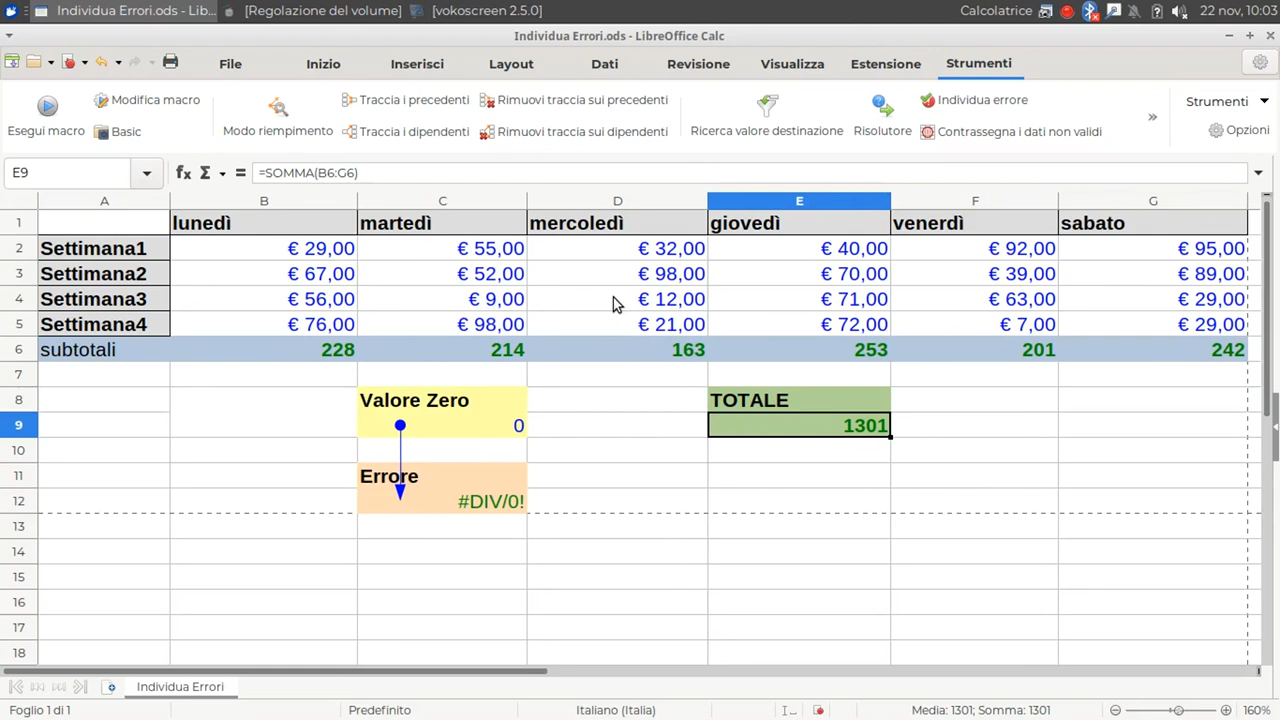 Individua Errori.ods - Lib... [Regolazione del volume] [vokoscreen 2.5.0] Calcolatrice 22 nov, 10:03
Individua Errori.ods - LibreOffice Calc
File Inizio Inserisci Layout Dati Revisione Visualizza Estensione Strumenti
Modifica macro Traccia i precedenti Rimuovi traccia sui precedenti Individua errore Strumenti
Esegui macro Basic Modo riempimento Traccia i dipendenti Rimuovi traccia sui dipendenti Ricerca valore destinazione Risolutore Contrassegna i dati non validi Opzioni
E9 fx Σ = =SOMMA(B6:G6)
A B C D E F G
1 lunedì martedì mercoledì giovedì venerdì sabato
2 Settimana1 € 29,00 € 55,00 € 32,00 € 40,00 € 92,00 € 95,00
3 Settimana2 € 67,00 € 52,00 € 98,00 € 70,00 € 39,00 € 89,00
4 Settimana3 € 56,00 € 9,00 € 12,00 € 71,00 € 63,00 € 29,00
5 Settimana4 € 76,00 € 98,00 € 21,00 € 72,00 € 7,00 € 29,00
6 subtotali 228 214 163 253 201 242
7
8 Valore Zero TOTALE
9 0 1301
10
11 Errore
12 #DIV/0!
13
14
15
16
17
18
Individua Errori
Foglio 1 di 1 Predefinito Italiano (Italia) Media: 1301; Somma: 1301 160%